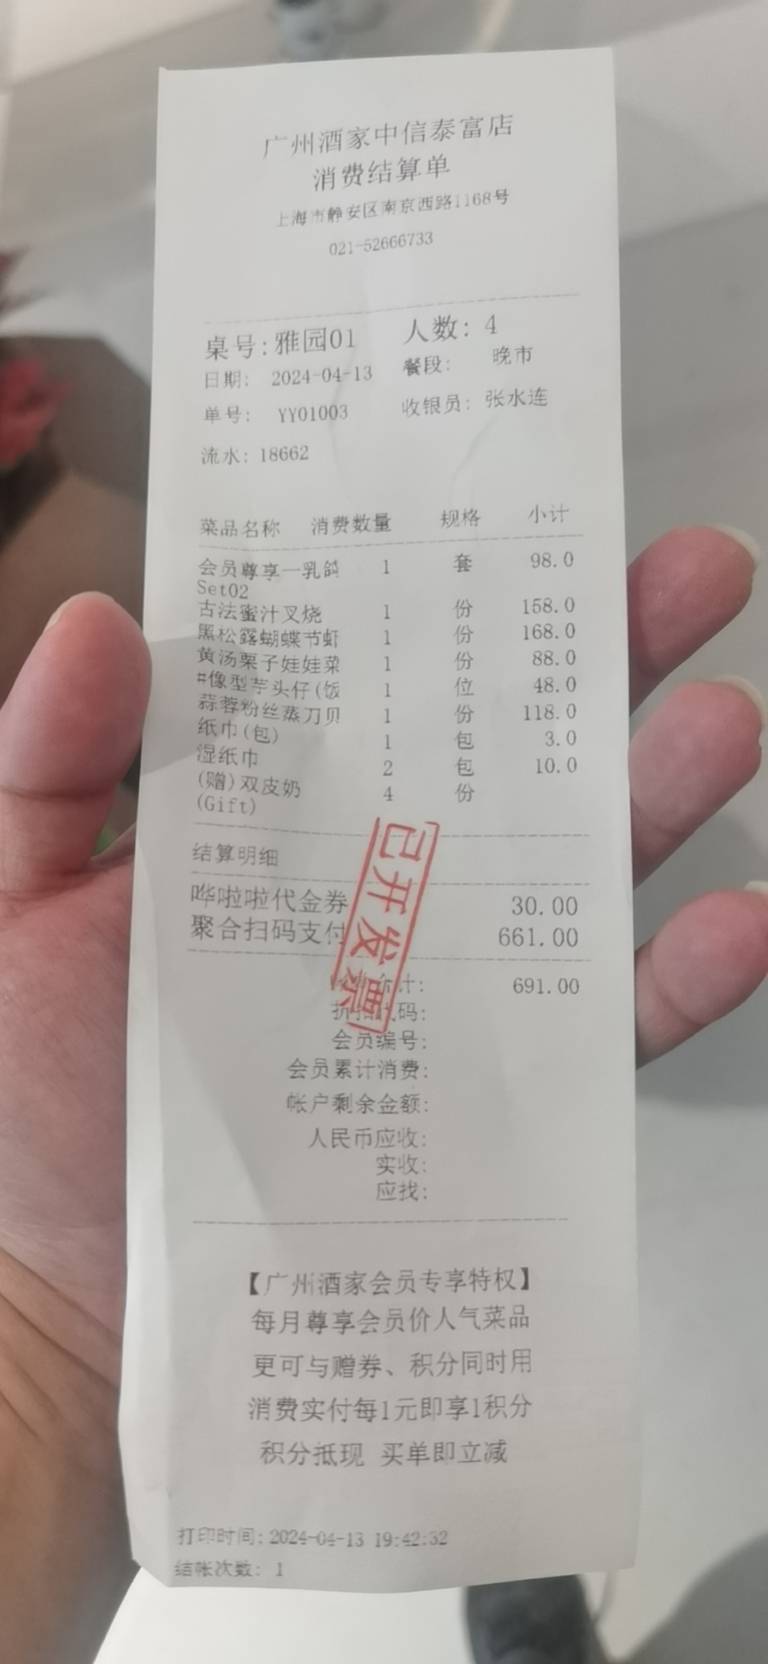 广州酒家中信泰富店
消费结算单
上海市静安区南京西路1168号
021-52666733
桌号:雅园01 人数: 4
日期: 2024-04-13 餐段: 晚市
单号: YY01003 收银员: 张水连
流水: 18662
菜品名称 消费数量 规格 小计
会员尊享一乳鸽 1 套 98.0
Set02
古法蜜汁叉烧 1 份 158.0
黑松露蝴蝶节虾 1 份 168.0
黄汤栗子娃娃菜 1 份 88.0
#像型芋头仔(饭 1 位 48.0
蒜蓉粉丝蒸刀贝 1 份 118.0
纸巾(包) 1 包 3.0
湿纸巾 2 包 10.0
(赠)双皮奶 4 份
(Gift)
结算明细
已开发票
哗啦啦代金券 30.00
聚合扫码支付 661.00
计: 691.00
码:
会员编号:
会员累计消费:
帐户剩余金额:
人民币应收:
实收:
应找:
【广州酒家会员专享特权】
每月尊享会员价人气菜品
更可与赠券、积分同时用
消费实付每1元即享1积分
积分抵现 买单即立减
打印时间: 2024-04-13 19:42:32
结帐次数: 1